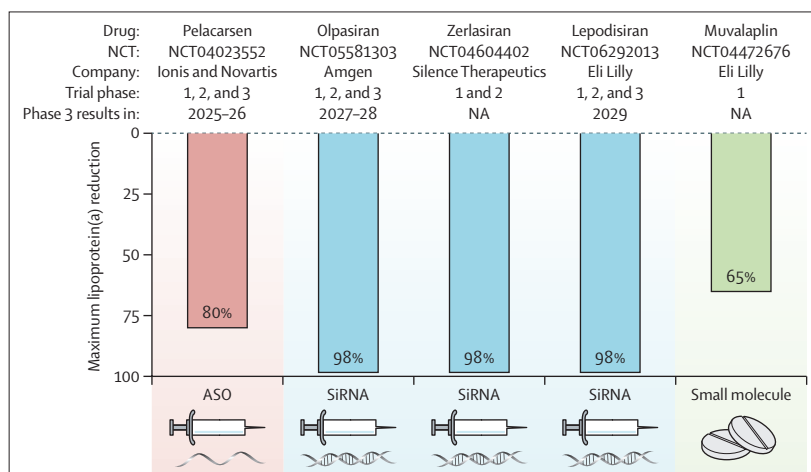 Drug: Pelacarsen Olpasiran Zerlasiran Lepodisiran Muvalaplin
NCT: NCT04023552 NCT05581303 NCT04604402 NCT06292013 NCT04472676
Company: Ionis and Novartis Amgen Silence Therapeutics Eli Lilly Eli Lilly
Trial phase: 1, 2, and 3 1, 2, and 3 1 and 2 1, 2, and 3 1
Phase 3 results in: 2025–26 2027–28 NA 2029 NA
Maximum lipoprotein(a) reduction
0
25
50
75
100
80%
98%
98%
98%
65%
ASO SiRNA SiRNA SiRNA Small molecule